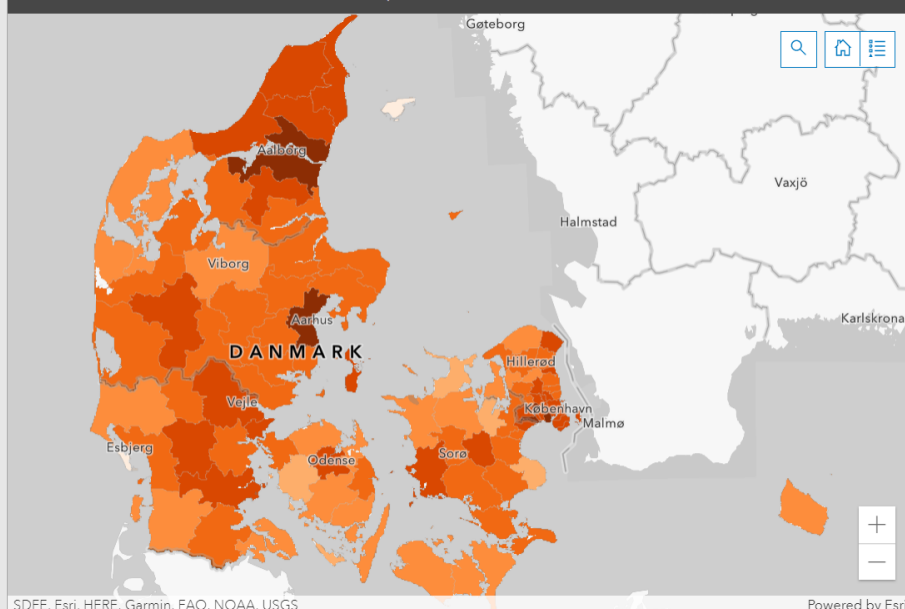 Gøteborg
Aalborg
Vaxjö
Halmstad
Viborg
Aarhus
Karlskrona
DANMARK
Hillerød
Vejle
København
Malmø
Esbjerg
Odense
Sorø
SDFE, Esri, HERE, Garmin, FAO, NOAA, USGS
Powered by Esri